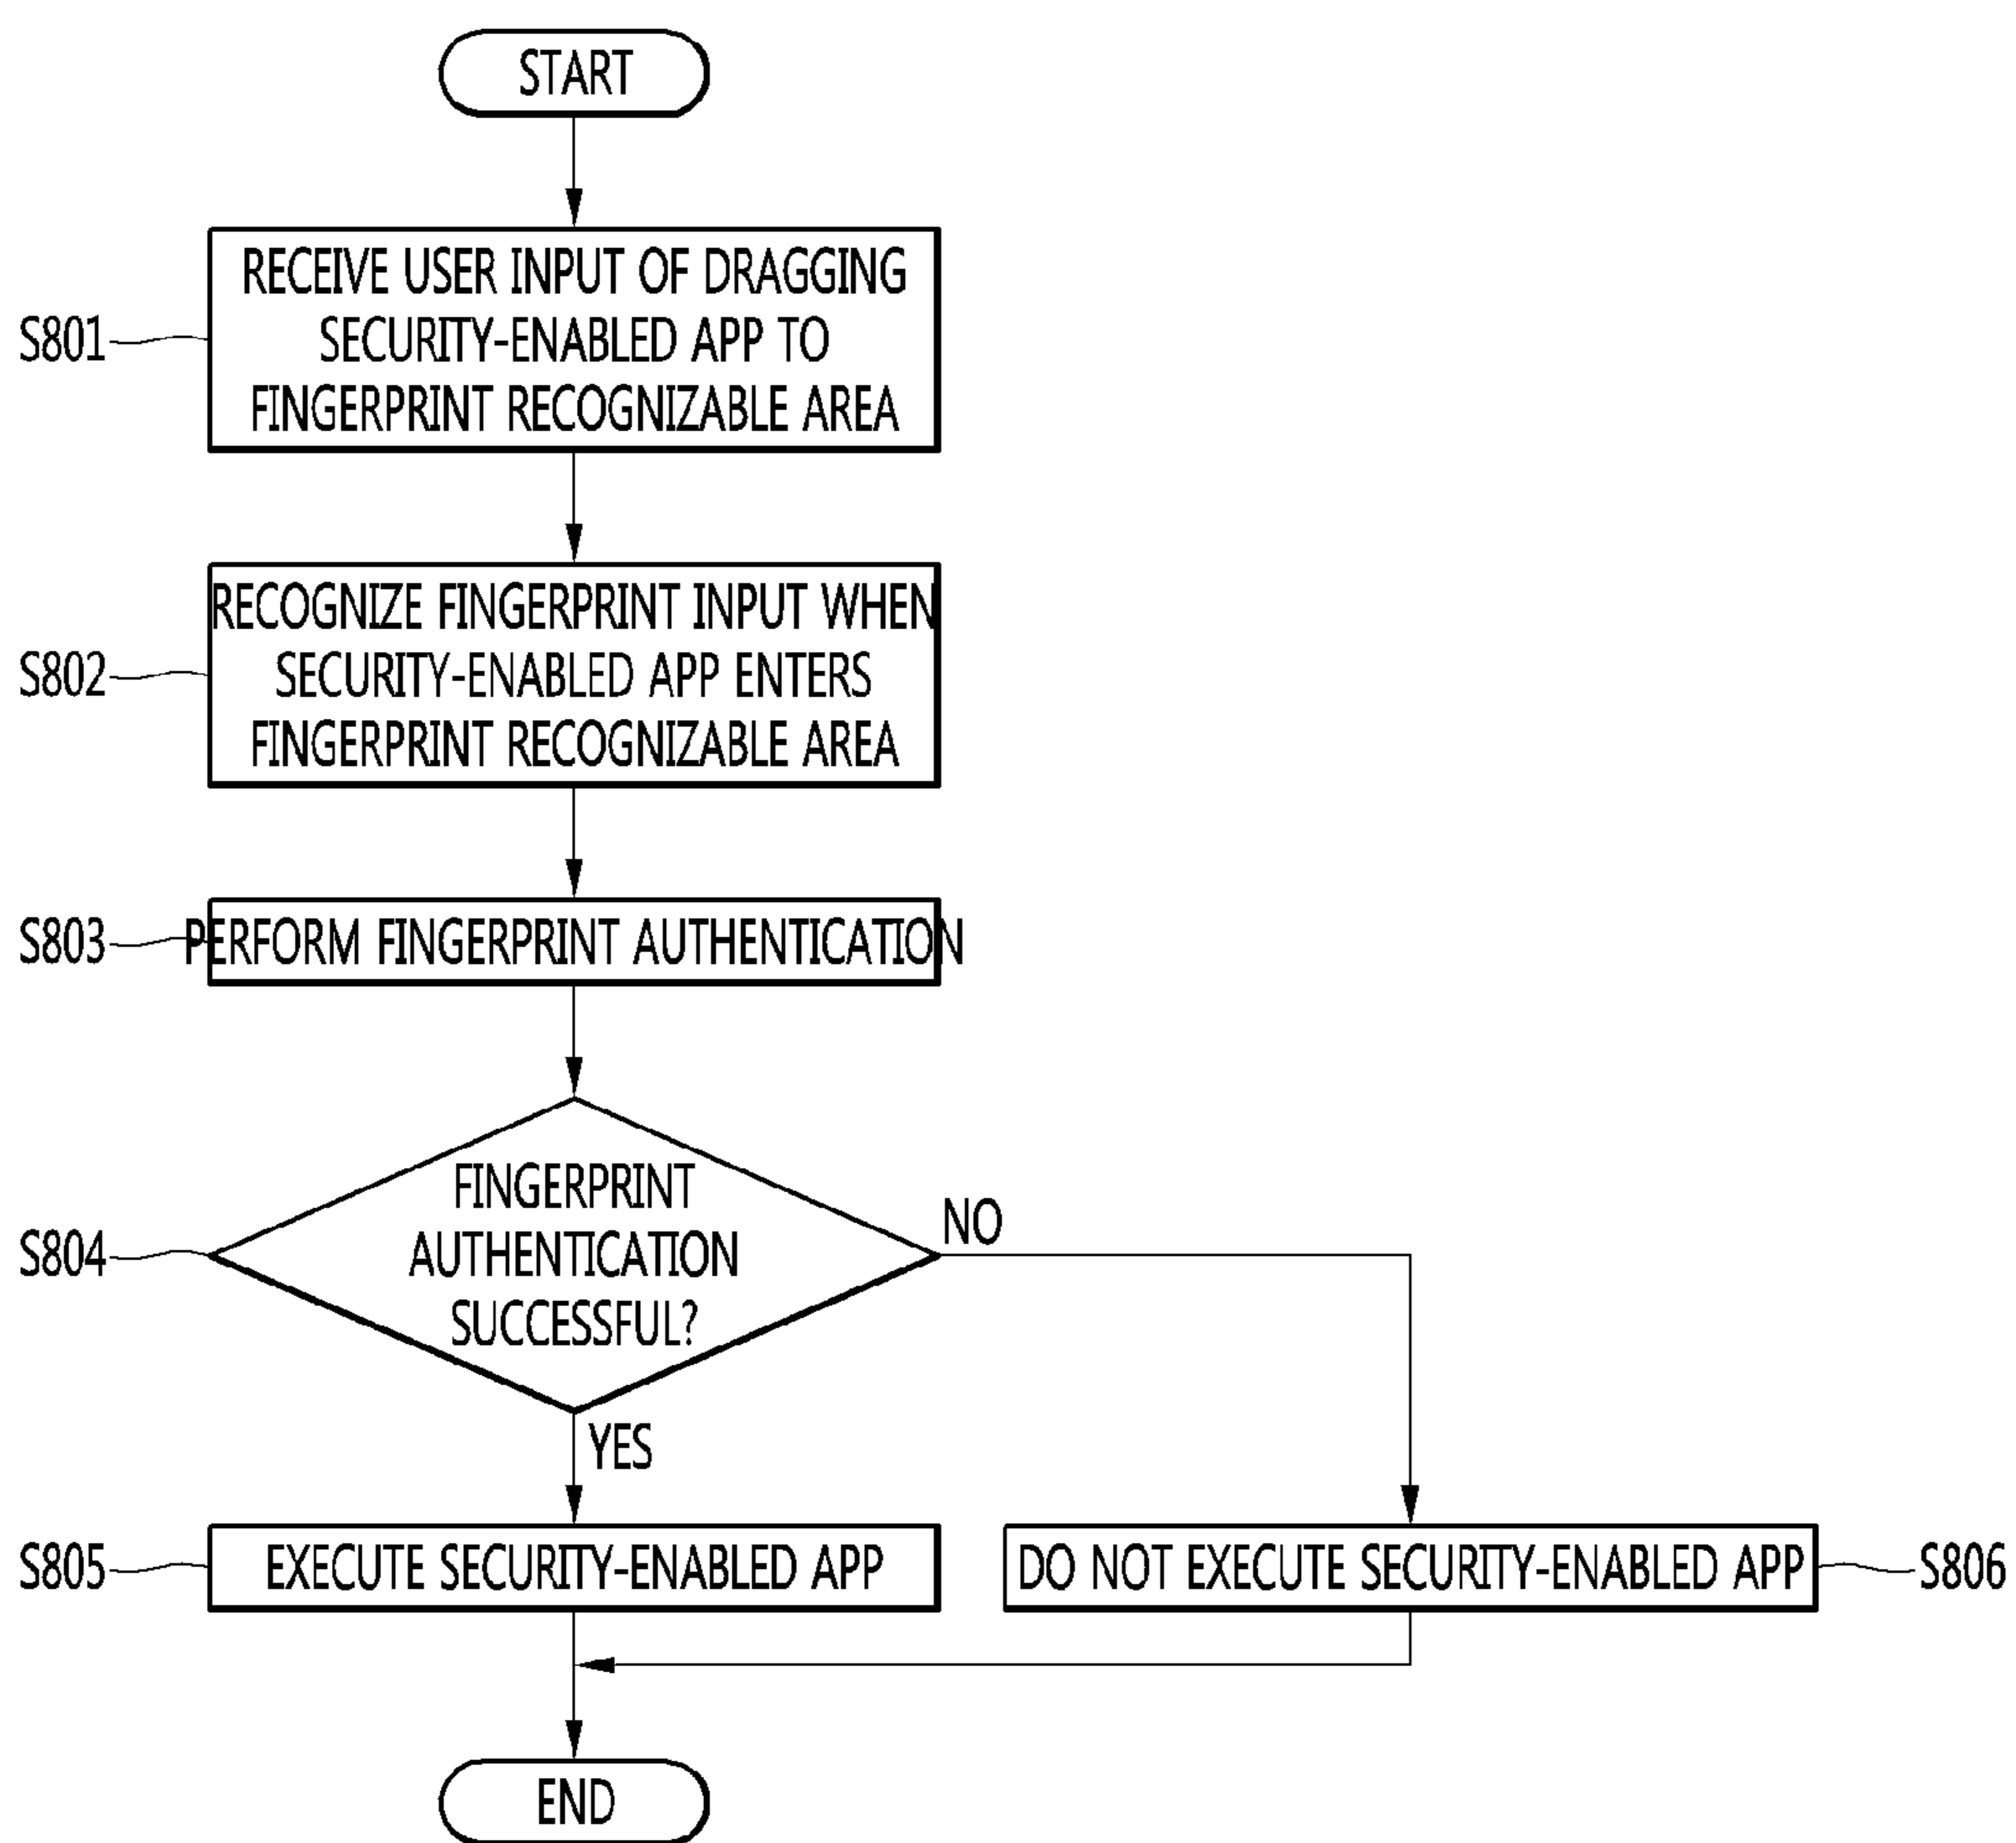 START
S801
RECEIVE USER INPUT OF DRAGGING
SECURITY-ENABLED APP TO
FINGERPRINT RECOGNIZABLE AREA
S802
RECOGNIZE FINGERPRINT INPUT WHEN
SECURITY-ENABLED APP ENTERS
FINGERPRINT RECOGNIZABLE AREA
S803
PERFORM FINGERPRINT AUTHENTICATION
S804
FINGERPRINT
AUTHENTICATION
SUCCESSFUL?
NO
YES
S805
EXECUTE SECURITY-ENABLED APP
DO NOT EXECUTE SECURITY-ENABLED APP
S806
END